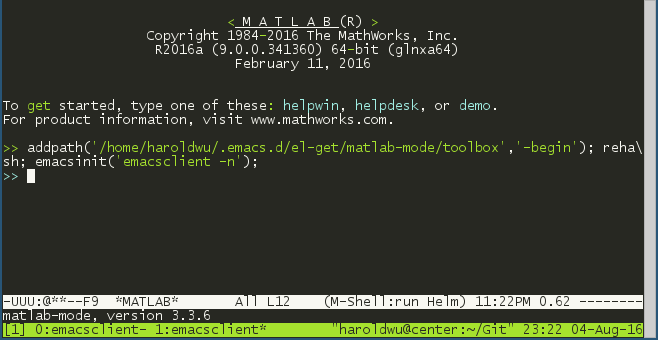 < M A T L A B (R) >
Copyright 1984-2016 The MathWorks, Inc.
R2016a (9.0.0.341360) 64-bit (glnxa64)
February 11, 2016
To get started, type one of these: helpwin, helpdesk, or demo.
For product information, visit www.mathworks.com.
>> addpath('/home/haroldwu/.emacs.d/el-get/matlab-mode/toolbox','-begin'); reha\
sh; emacsinit('emacsclient -n');
>>
-UUU:@**--F9  *MATLAB*       All L12    (M-Shell:run Helm) 11:22PM 0.62 --------
matlab-mode, version 3.3.6
[1] 0:emacsclient- 1:emacsclient*        "haroldwu@center:~/Git" 23:22 04-Aug-16